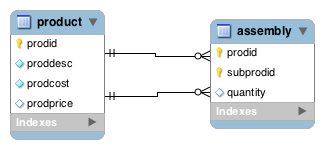 product
prodid
proddesc
prodcost
prodprice
Indexes
assembly
prodid
subprodid
quantity
Indexes